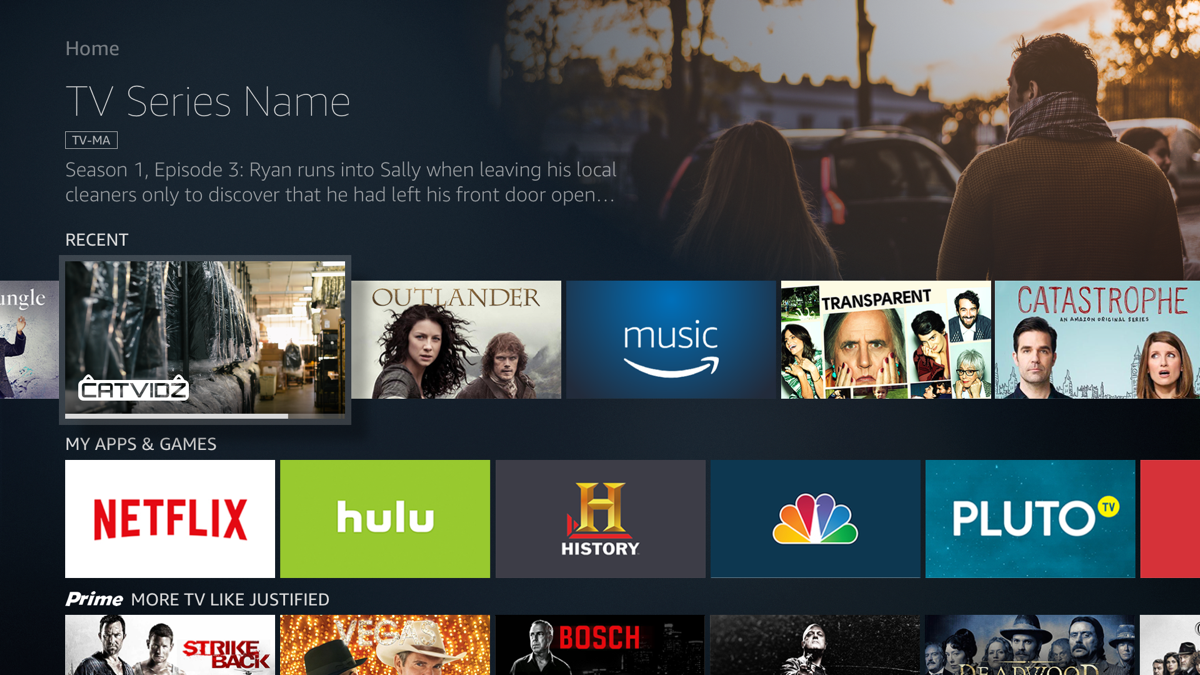 Home
TV Series Name
TV-MA
Season 1, Episode 3: Ryan runs into Sally when leaving his local
cleaners only to discover that he had left his front door open…
RECENT
ungle
ĈATVIDẐ
OUTLANDER
music
TRANSPARENT
CATASTROPHE
AN AMAZON ORIGINAL SERIES
MY APPS & GAMES
NETFLIX
hulu
H
HISTORY
PLUTO TV
Prime MORE TV LIKE JUSTIFIED
STRIKE
BACK
VEGAS
BOSCH
DEADWOOD